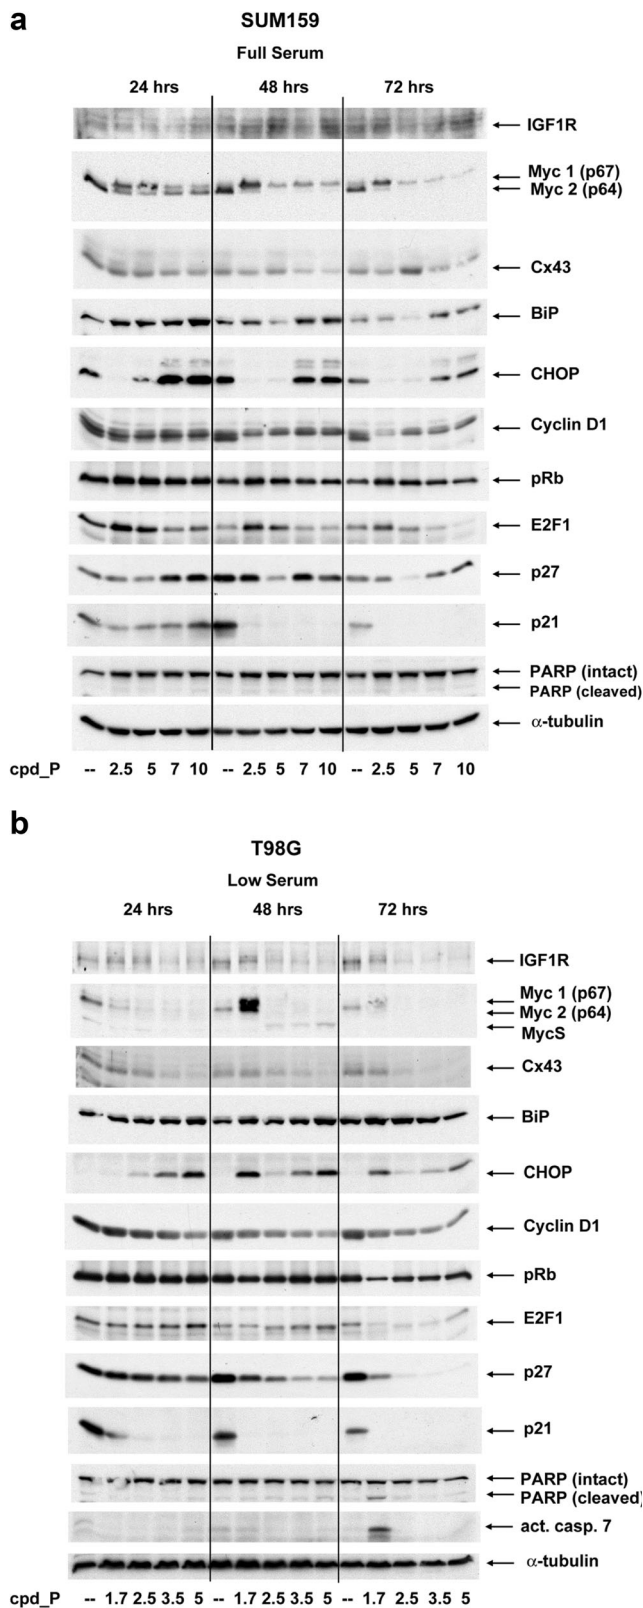 a
SUM159
Full Serum
24 hrs 48 hrs 72 hrs
IGF1R
Myc 1 (p67)
Myc 2 (p64)
Cx43
BiP
CHOP
Cyclin D1
pRb
E2F1
p27
p21
PARP (intact)
PARP (cleaved)
α-tubulin
cpd_P -- 2.5 5 7 10 -- 2.5 5 7 10 -- 2.5 5 7 10
b
T98G
Low Serum
24 hrs 48 hrs 72 hrs
IGF1R
Myc 1 (p67)
Myc 2 (p64)
MycS
Cx43
BiP
CHOP
Cyclin D1
pRb
E2F1
p27
p21
PARP (intact)
PARP (cleaved)
act. casp. 7
α-tubulin
cpd_P -- 1.7 2.5 3.5 5 -- 1.7 2.5 3.5 5 -- 1.7 2.5 3.5 5